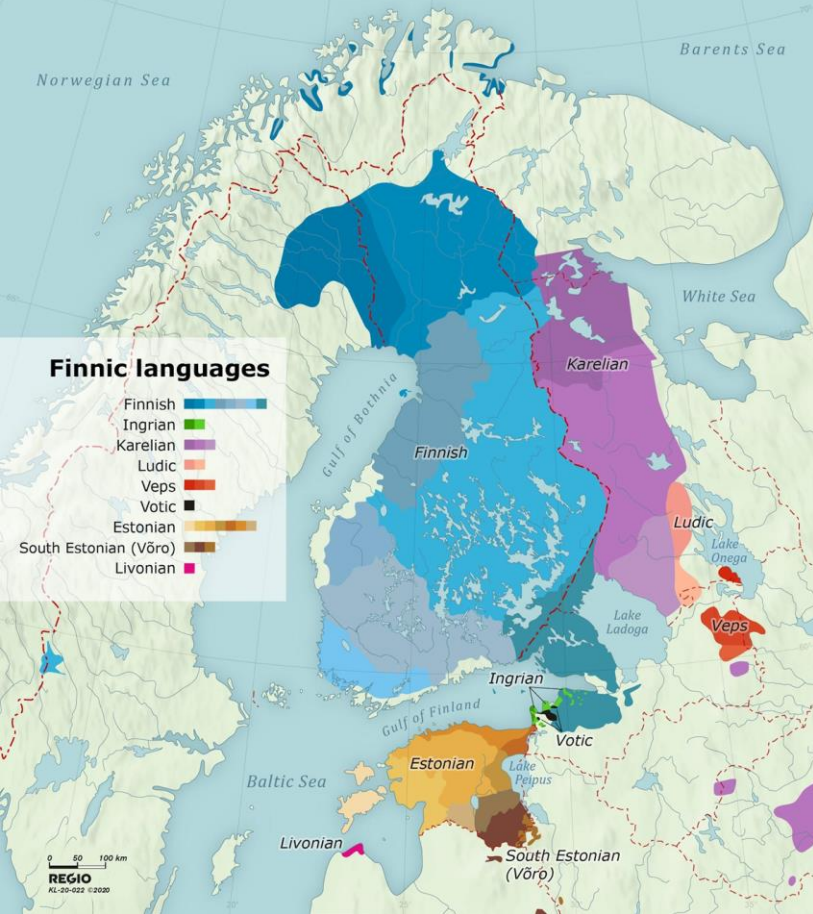 Norwegian Sea
Barents Sea
White Sea
Finnic languages
Finnish
Ingrian
Karelian
Ludic
Veps
Votic
Estonian
South Estonian (Võro)
Livonian
Karelian
Gulf of Bothnia
Finnish
Ludic
Lake
Onega
Lake
Ladoga
Veps
Ingrian
Gulf of Finland
Votic
Estonian
Lake
Peipus
Baltic Sea
Livonian
South Estonian
(Võro)
0 50 100 km
REGIO
KL-20-022 ©2020